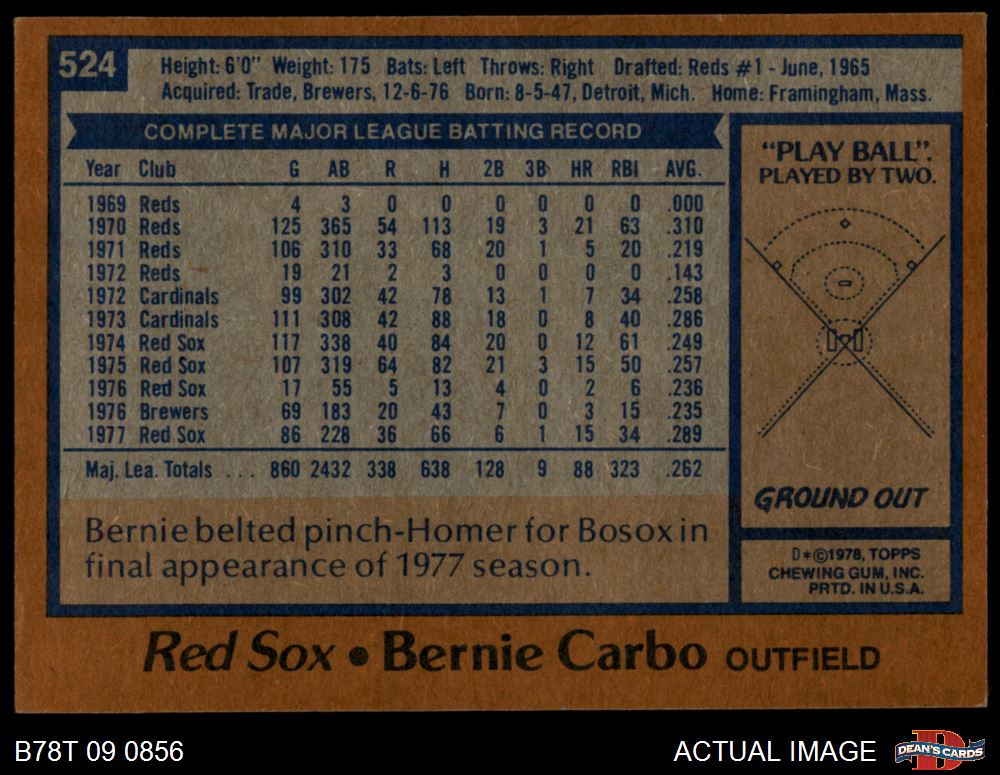 524
Height: 6'0" Weight: 175 Bats: Left Throws: Right Drafted: Reds #1 - June, 1965
Acquired: Trade, Brewers, 12-6-76 Born: 8-5-47, Detroit, Mich. Home: Framingham, Mass.
COMPLETE MAJOR LEAGUE BATTING RECORD
Year Club G AB R H 2B 3B HR RBI AVG.
1969 Reds 4 3 0 0 0 0 0 0 .000
1970 Reds 125 365 54 113 19 3 21 63 .310
1971 Reds 106 310 33 68 20 1 5 20 .219
1972 Reds 19 21 2 3 0 0 0 0 .143
1972 Cardinals 99 302 42 78 13 1 7 34 .258
1973 Cardinals 111 308 42 88 18 0 8 40 .286
1974 Red Sox 117 338 40 84 20 0 12 61 .249
1975 Red Sox 107 319 64 82 21 3 15 50 .257
1976 Red Sox 17 55 5 13 4 0 2 6 .236
1976 Brewers 69 183 20 43 7 0 3 15 .235
1977 Red Sox 86 228 36 66 6 1 15 34 .289
Maj. Lea. Totals . . . 860 2432 338 638 128 9 88 323 .262
Bernie belted pinch-Homer for Bosox in
final appearance of 1977 season.
"PLAY BALL".
PLAYED BY TWO.
GROUND OUT
D*©1978, TOPPS
CHEWING GUM, INC.
PRTD. IN U.S.A.
Red Sox • Bernie Carbo OUTFIELD
B78T 09 0856
ACTUAL IMAGE
DEAN'S CARDS